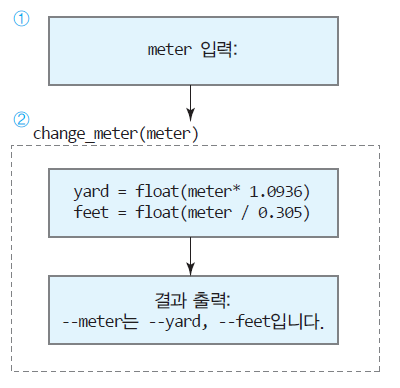 ①
meter 입력:
②
change_meter(meter)
yard = float(meter* 1.0936)
feet = float(meter / 0.305)
결과 출력:
--meter는 --yard, --feet입니다.